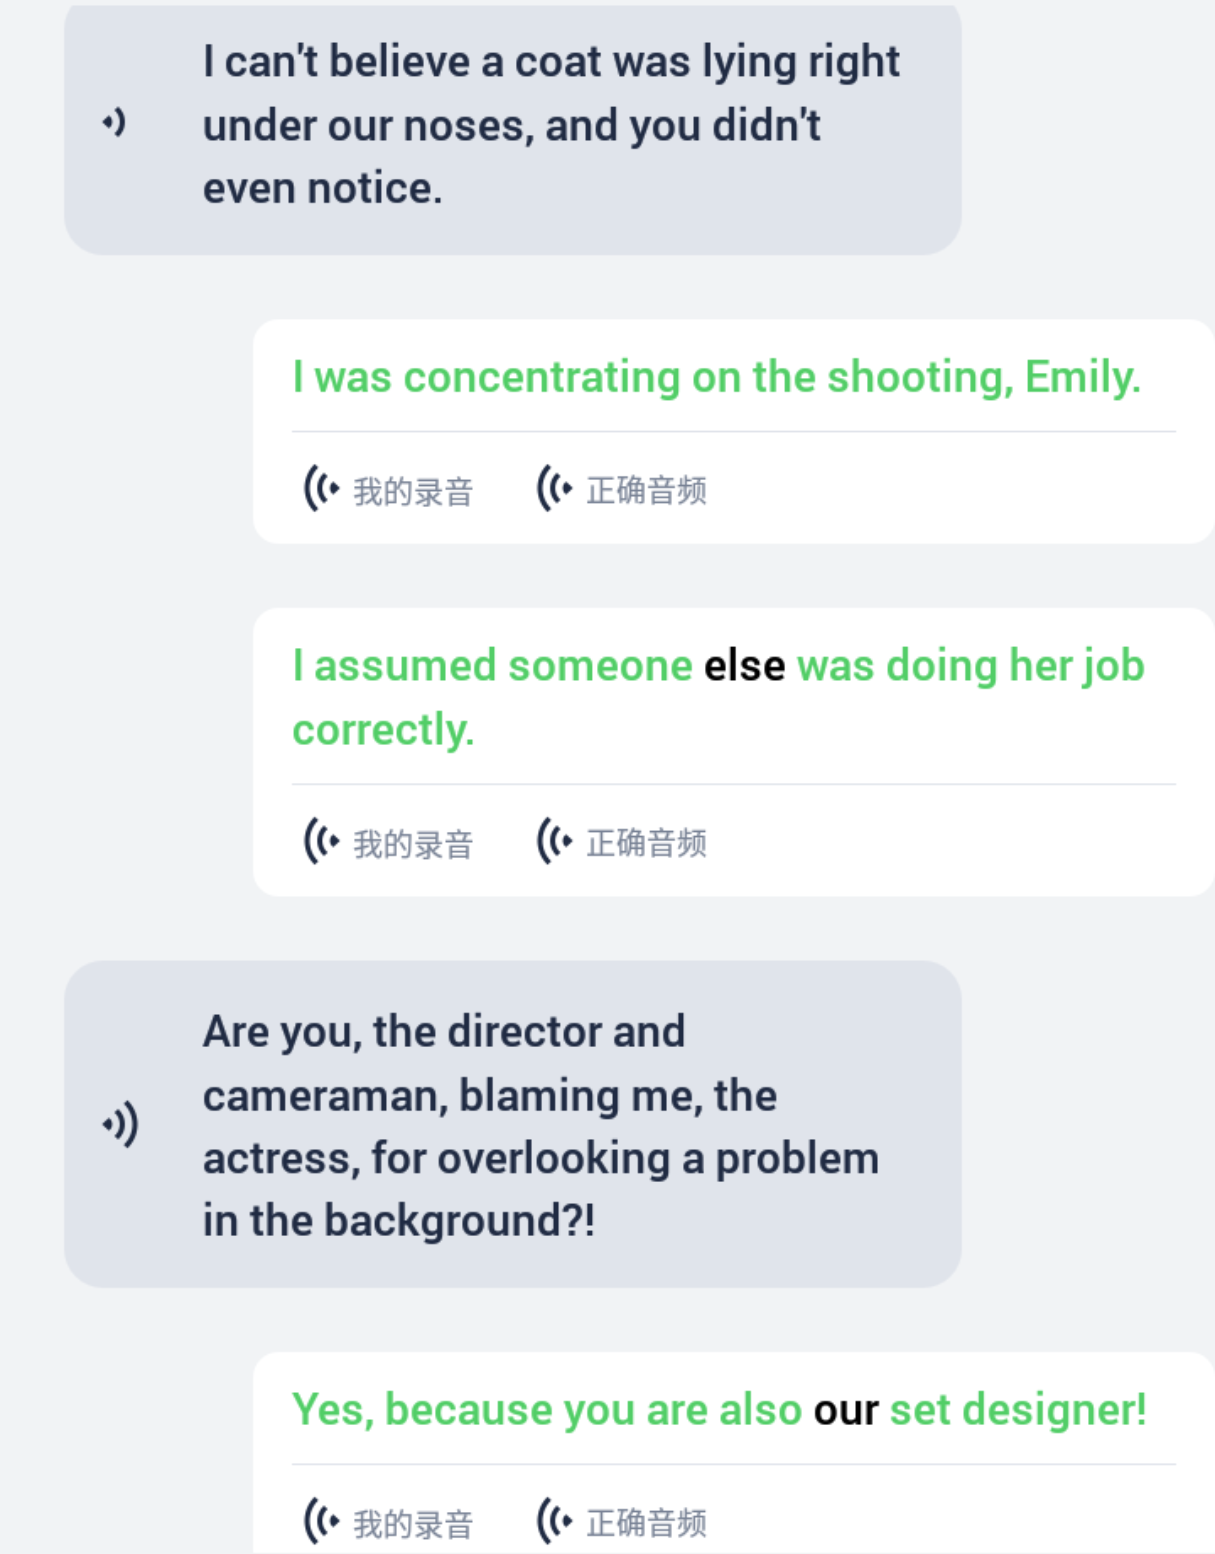 I can't believe a coat was lying right
under our noses, and you didn't
even notice.
I was concentrating on the shooting, Emily.
我的录音 正确音频
I assumed someone else was doing her job
correctly.
我的录音 正确音频
Are you, the director and
cameraman, blaming me, the
actress, for overlooking a problem
in the background?!
Yes, because you are also our set designer!
我的录音 正确音频